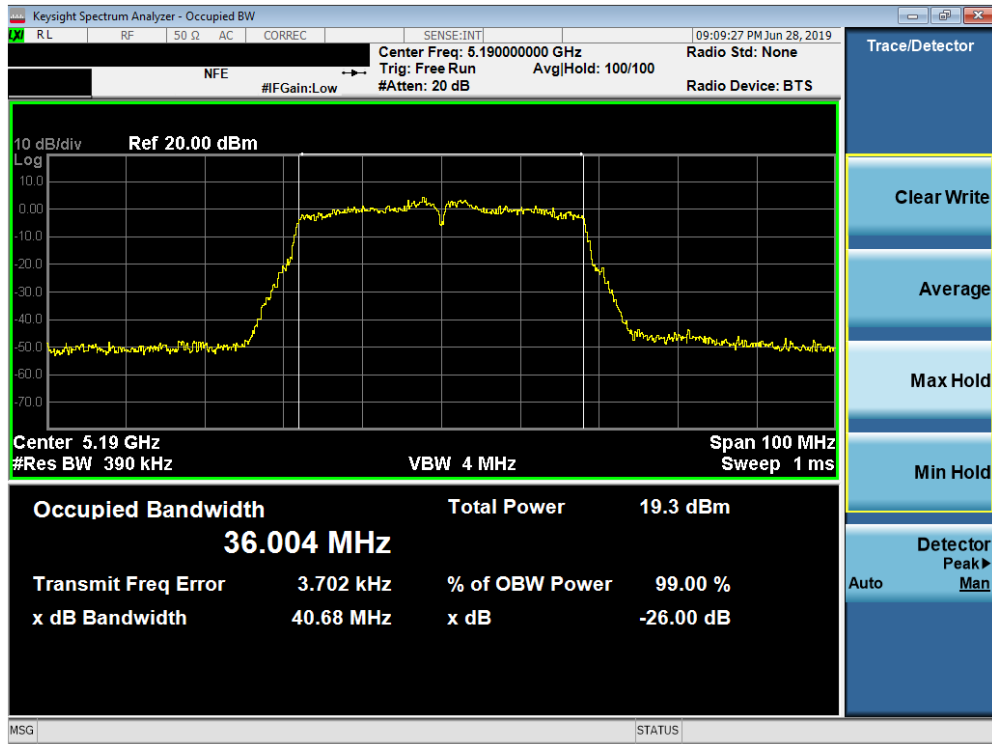 Keysight Spectrum Analyzer - Occupied BW
LXI RL RF 50 Ω AC CORREC SENSE:INT 09:09:27 PM Jun 28, 2019
Center Freq: 5.190000000 GHz Radio Std: None
NFE Trig: Free Run Avg|Hold: 100/100
#IFGain:Low #Atten: 20 dB Radio Device: BTS
10 dB/div Ref 20.00 dBm
Log
10.0
0.00
-10.0
-20.0
-30.0
-40.0
-50.0
-60.0
-70.0
Center 5.19 GHz Span 100 MHz
#Res BW 390 kHz VBW 4 MHz Sweep 1 ms
Occupied Bandwidth Total Power 19.3 dBm
36.004 MHz
Transmit Freq Error 3.702 kHz % of OBW Power 99.00 %
x dB Bandwidth 40.68 MHz x dB -26.00 dB
MSG STATUS
Trace/Detector
Clear Write
Average
Max Hold
Min Hold
Detector
Peak▶
Auto Man